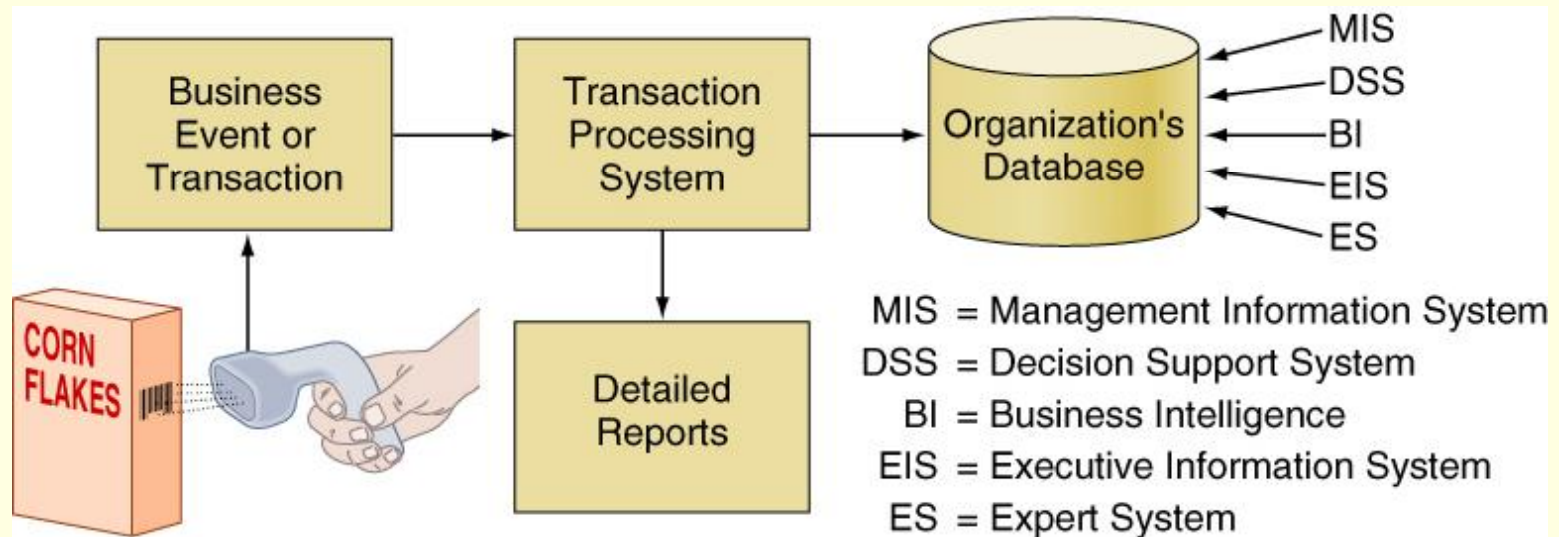 Business
Event or
Transaction
Transaction
Processing
System
Organization's
Database
MIS
DSS
BI
EIS
ES
CORN
FLAKES
Detailed
Reports
MIS = Management Information System
DSS = Decision Support System
BI = Business Intelligence
EIS = Executive Information System
ES = Expert System